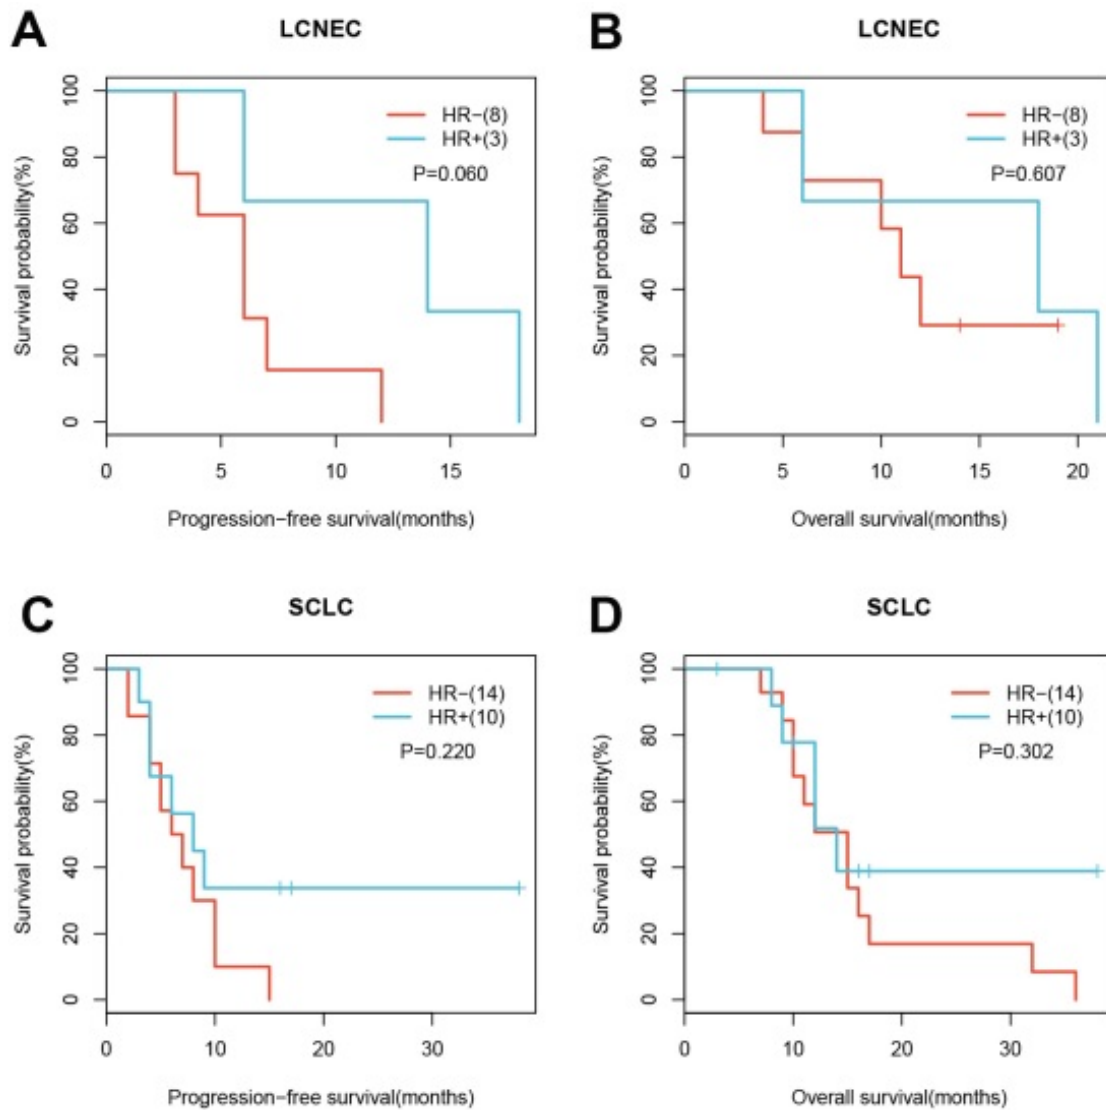 A
LCNEC
Survival probability(%)
100
80
60
40
20
0
HR−(8)
HR+(3)
P=0.060
0 5 10 15
Progression−free survival(months)
B
LCNEC
Survival probability(%)
100
80
60
40
20
0
HR−(8)
HR+(3)
P=0.607
0 5 10 15 20
Overall survival(months)
C
SCLC
Survival probability(%)
100
80
60
40
20
0
HR−(14)
HR+(10)
P=0.220
0 10 20 30
Progression−free survival(months)
D
SCLC
Survival probability(%)
100
80
60
40
20
0
HR−(14)
HR+(10)
P=0.302
0 10 20 30
Overall survival(months)